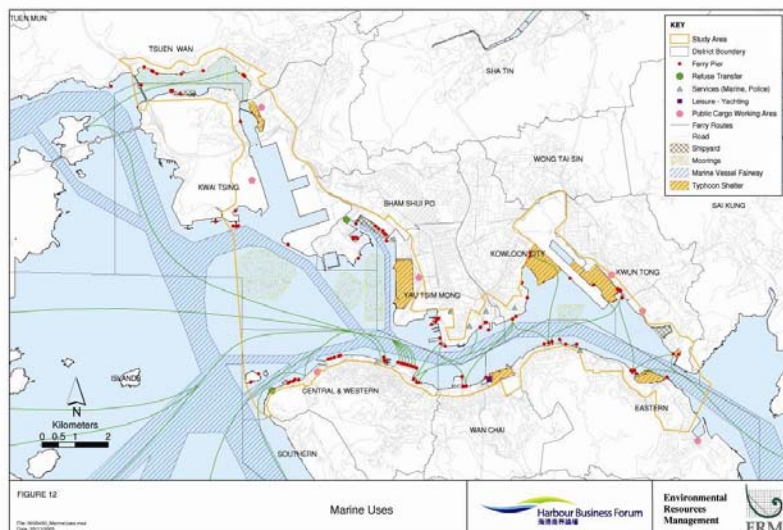 TUEN MUN
TSUEN WAN
SHA TIN
KWAI TSING
WONG TAI SIN
SHAM SHUI PO
SAI KUNG
KOWLOON CITY
KWUN TONG
YAU TSIM MONG
ISLANDS
CENTRAL & WESTERN
EASTERN
WAN CHAI
SOUTHERN
N
Kilometers
0 0.5 1 2
KEY
Study Area
District Boundary
Ferry Pier
Refuse Transfer
Services (Marine, Police)
Leisure - Yachting
Public Cargo Working Area
Ferry Routes
Road
Shipyard
Moorings
Marine Vessel Fairway
Typhoon Shelter
FIGURE 12
Marine Uses
Harbour Business Forum
海港商界論壇
Environmental
Resources
Management
ERM